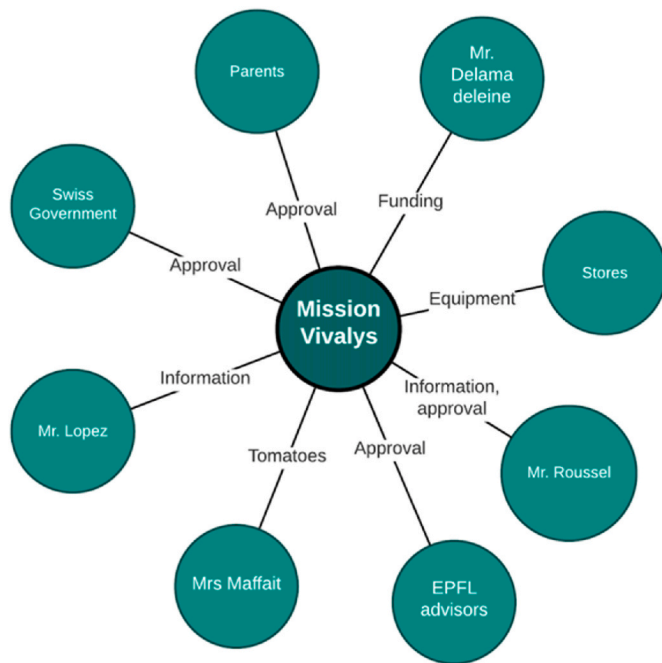 Parents
Mr.
Delama
deleine
Swiss
Government
Approval
Funding
Approval
Stores
Equipment
Mission
Vivalys
Information
Information,
approval
Mr. Lopez
Tomatoes
Approval
Mr. Roussel
Mrs Maffait
EPFL
advisors